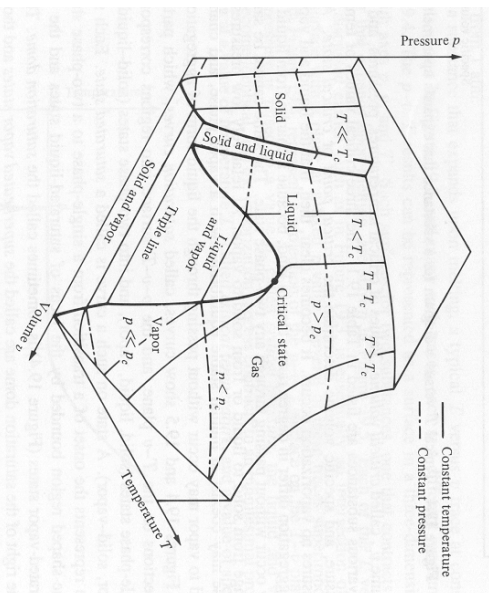 Pressure p
T ≪ Tc
Solid
Solid and liquid
T < Tc
Liquid
T = Tc
T > Tc
p > pc
Critical state
Liquid
and vapor
Gas
Triple line
Solid and vapor
p < pc
Vapor
p ≪ pc
Volume v
Temperature T
Constant temperature
Constant pressure